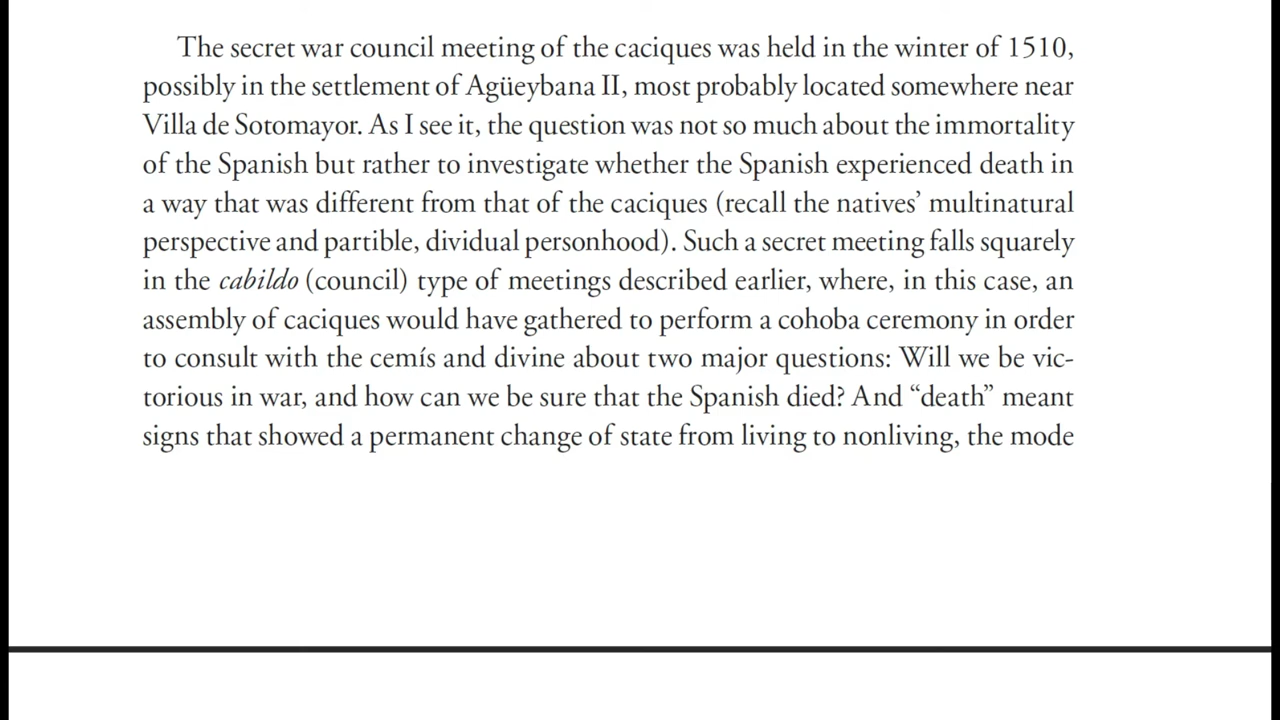 The secret war council meeting of the caciques was held in the winter of 1510,
possibly in the settlement of Agüeybana II, most probably located somewhere near
Villa de Sotomayor. As I see it, the question was not so much about the immortality
of the Spanish but rather to investigate whether the Spanish experienced death in
a way that was different from that of the caciques (recall the natives’ multinatural
perspective and partible, dividual personhood). Such a secret meeting falls squarely
in the cabildo (council) type of meetings described earlier, where, in this case, an
assembly of caciques would have gathered to perform a cohoba ceremony in order
to consult with the cemís and divine about two major questions: Will we be vic-
torious in war, and how can we be sure that the Spanish died? And “death” meant
signs that showed a permanent change of state from living to nonliving, the mode